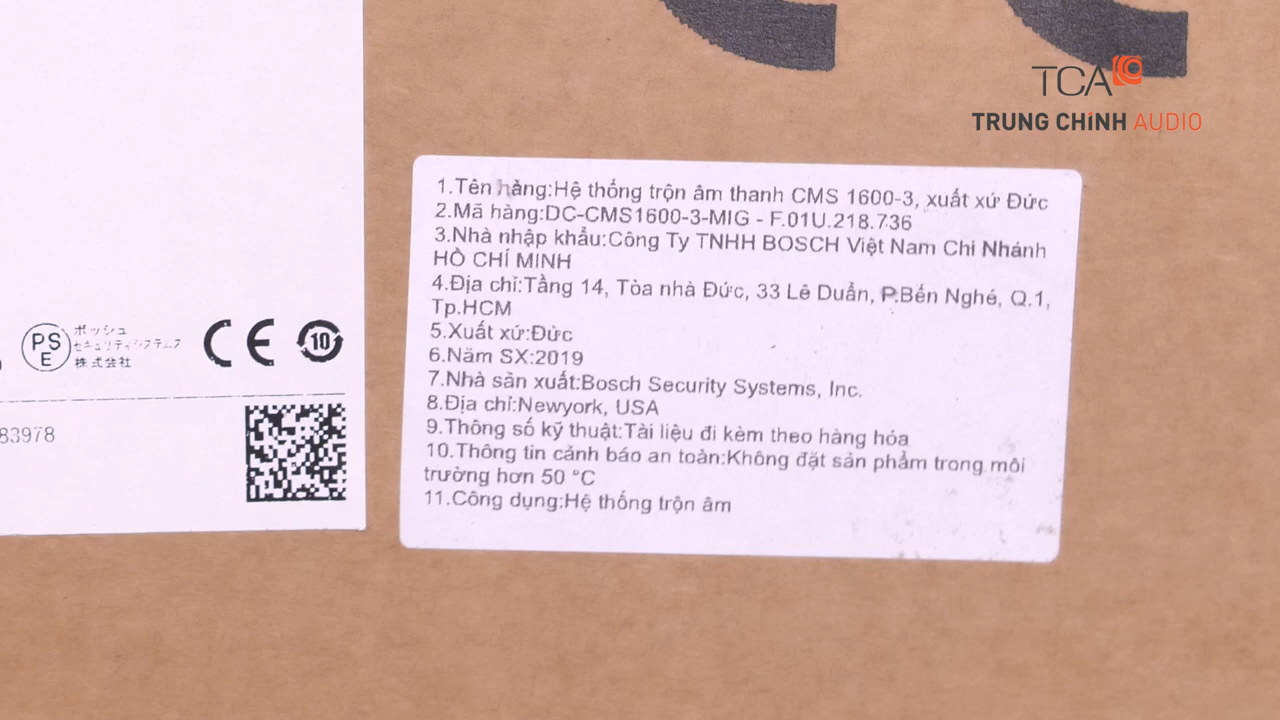 TCA
TRUNG CHÍNH AUDIO
1.Tên hàng:Hệ thống trộn âm thanh CMS 1600-3, xuất xứ Đức
2.Mã hàng:DC-CMS1600-3-MIG - F.01U.218.736
3.Nhà nhập khẩu:Công Ty TNHH BOSCH Việt Nam Chi Nhánh
HỒ CHÍ MINH
4.Địa chỉ:Tầng 14, Tòa nhà Đức, 33 Lê Duẩn, P.Bến Nghé, Q.1,
Tp.HCM
5.Xuất xứ:Đức
6.Năm SX:2019
7.Nhà sản xuất:Bosch Security Systems, Inc.
8.Địa chỉ:Newyork, USA
9.Thông số kỹ thuật:Tài liệu đi kèm theo hàng hóa
10.Thông tin cảnh báo an toàn:Không đặt sản phẩm trong môi
trường hơn 50 °C
11.Công dụng:Hệ thống trộn âm
PS
E
ボッシュ
セキュリティシステムズ
株式会社
CE
10
83978